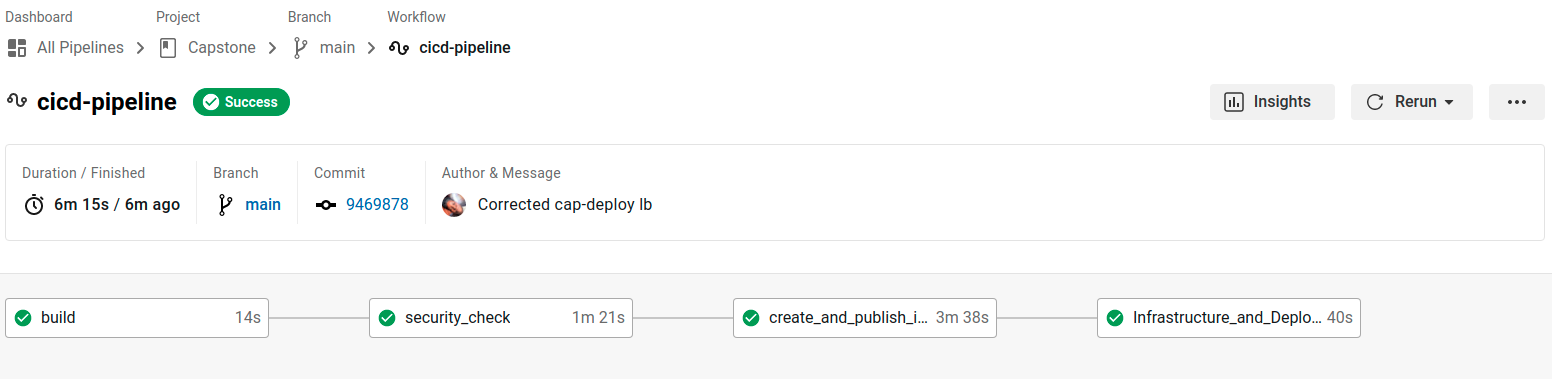 Dashboard Project Branch Workflow
All Pipelines Capstone main cicd-pipeline
cicd-pipeline Success Insights Rerun
Duration / Finished Branch Commit Author & Message
6m 15s / 6m ago main 9469878 Corrected cap-deploy lb
build 14s security_check 1m 21s create_and_publish_i... 3m 38s Infrastructure_and_Deplo... 40s